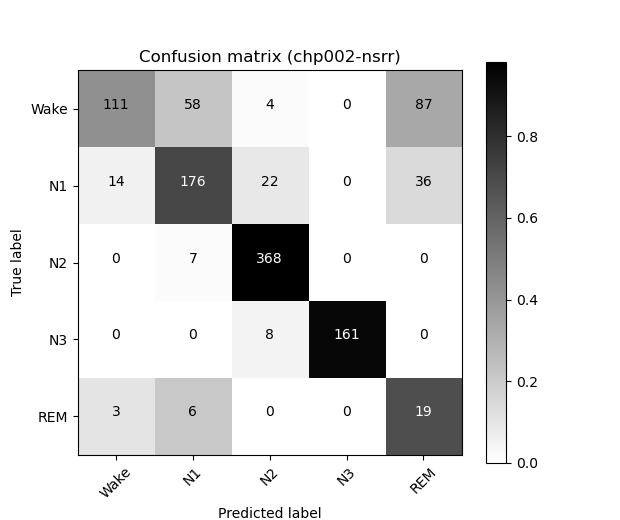 Confusion matrix (chp002-nsrr)
Wake 111 58 4 0 87
N1 14 176 22 0 36
N2 0 7 368 0 0
N3 0 0 8 161 0
REM 3 6 0 0 19
Wake N1 N2 N3 REM
Predicted label
True label
0.8
0.6
0.4
0.2
0.0